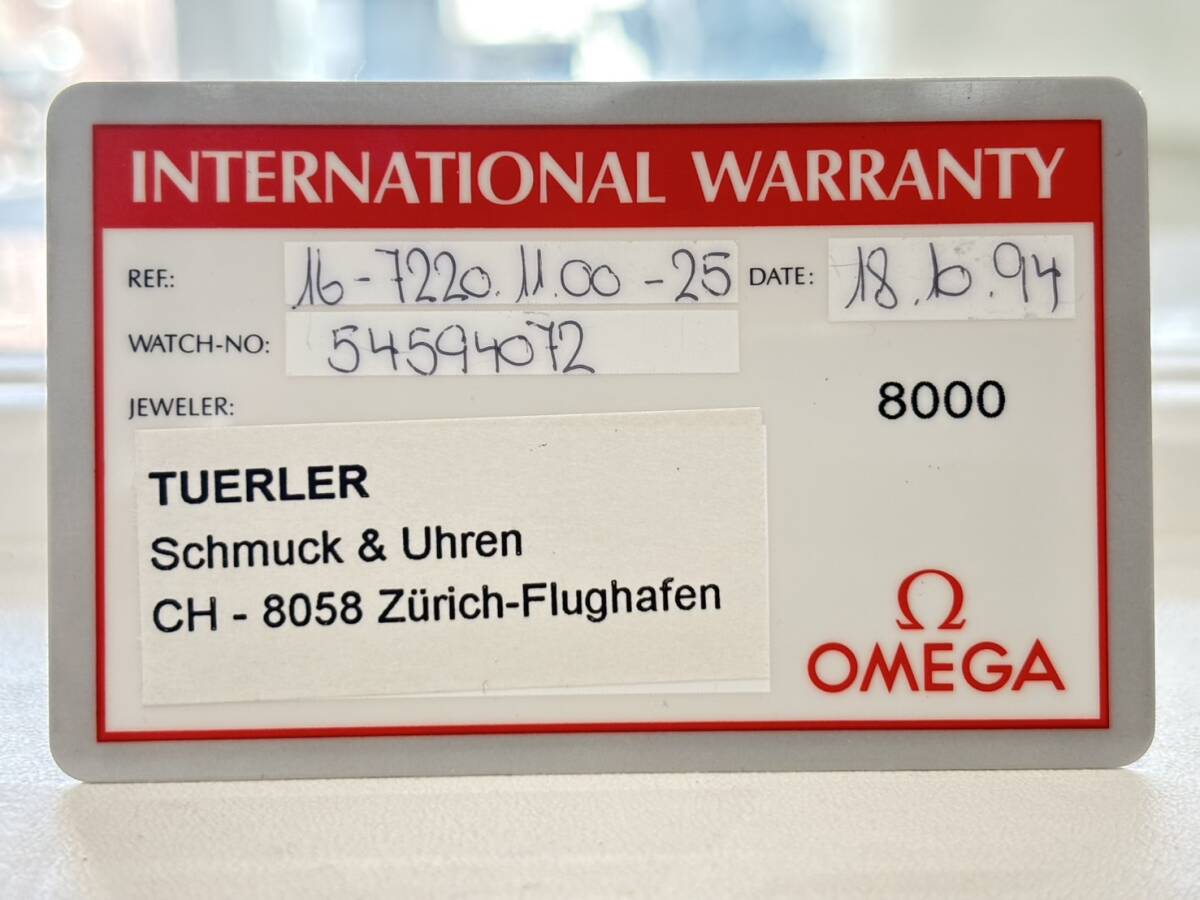 INTERNATIONAL WARRANTY
REF.: 16-7220.11.00-25 DATE: 18.10.94
WATCH-NO: 54594072
JEWELER:
8000
TUERLER
Schmuck & Uhren
CH - 8058 Zürich-Flughafen
Ω
OMEGA